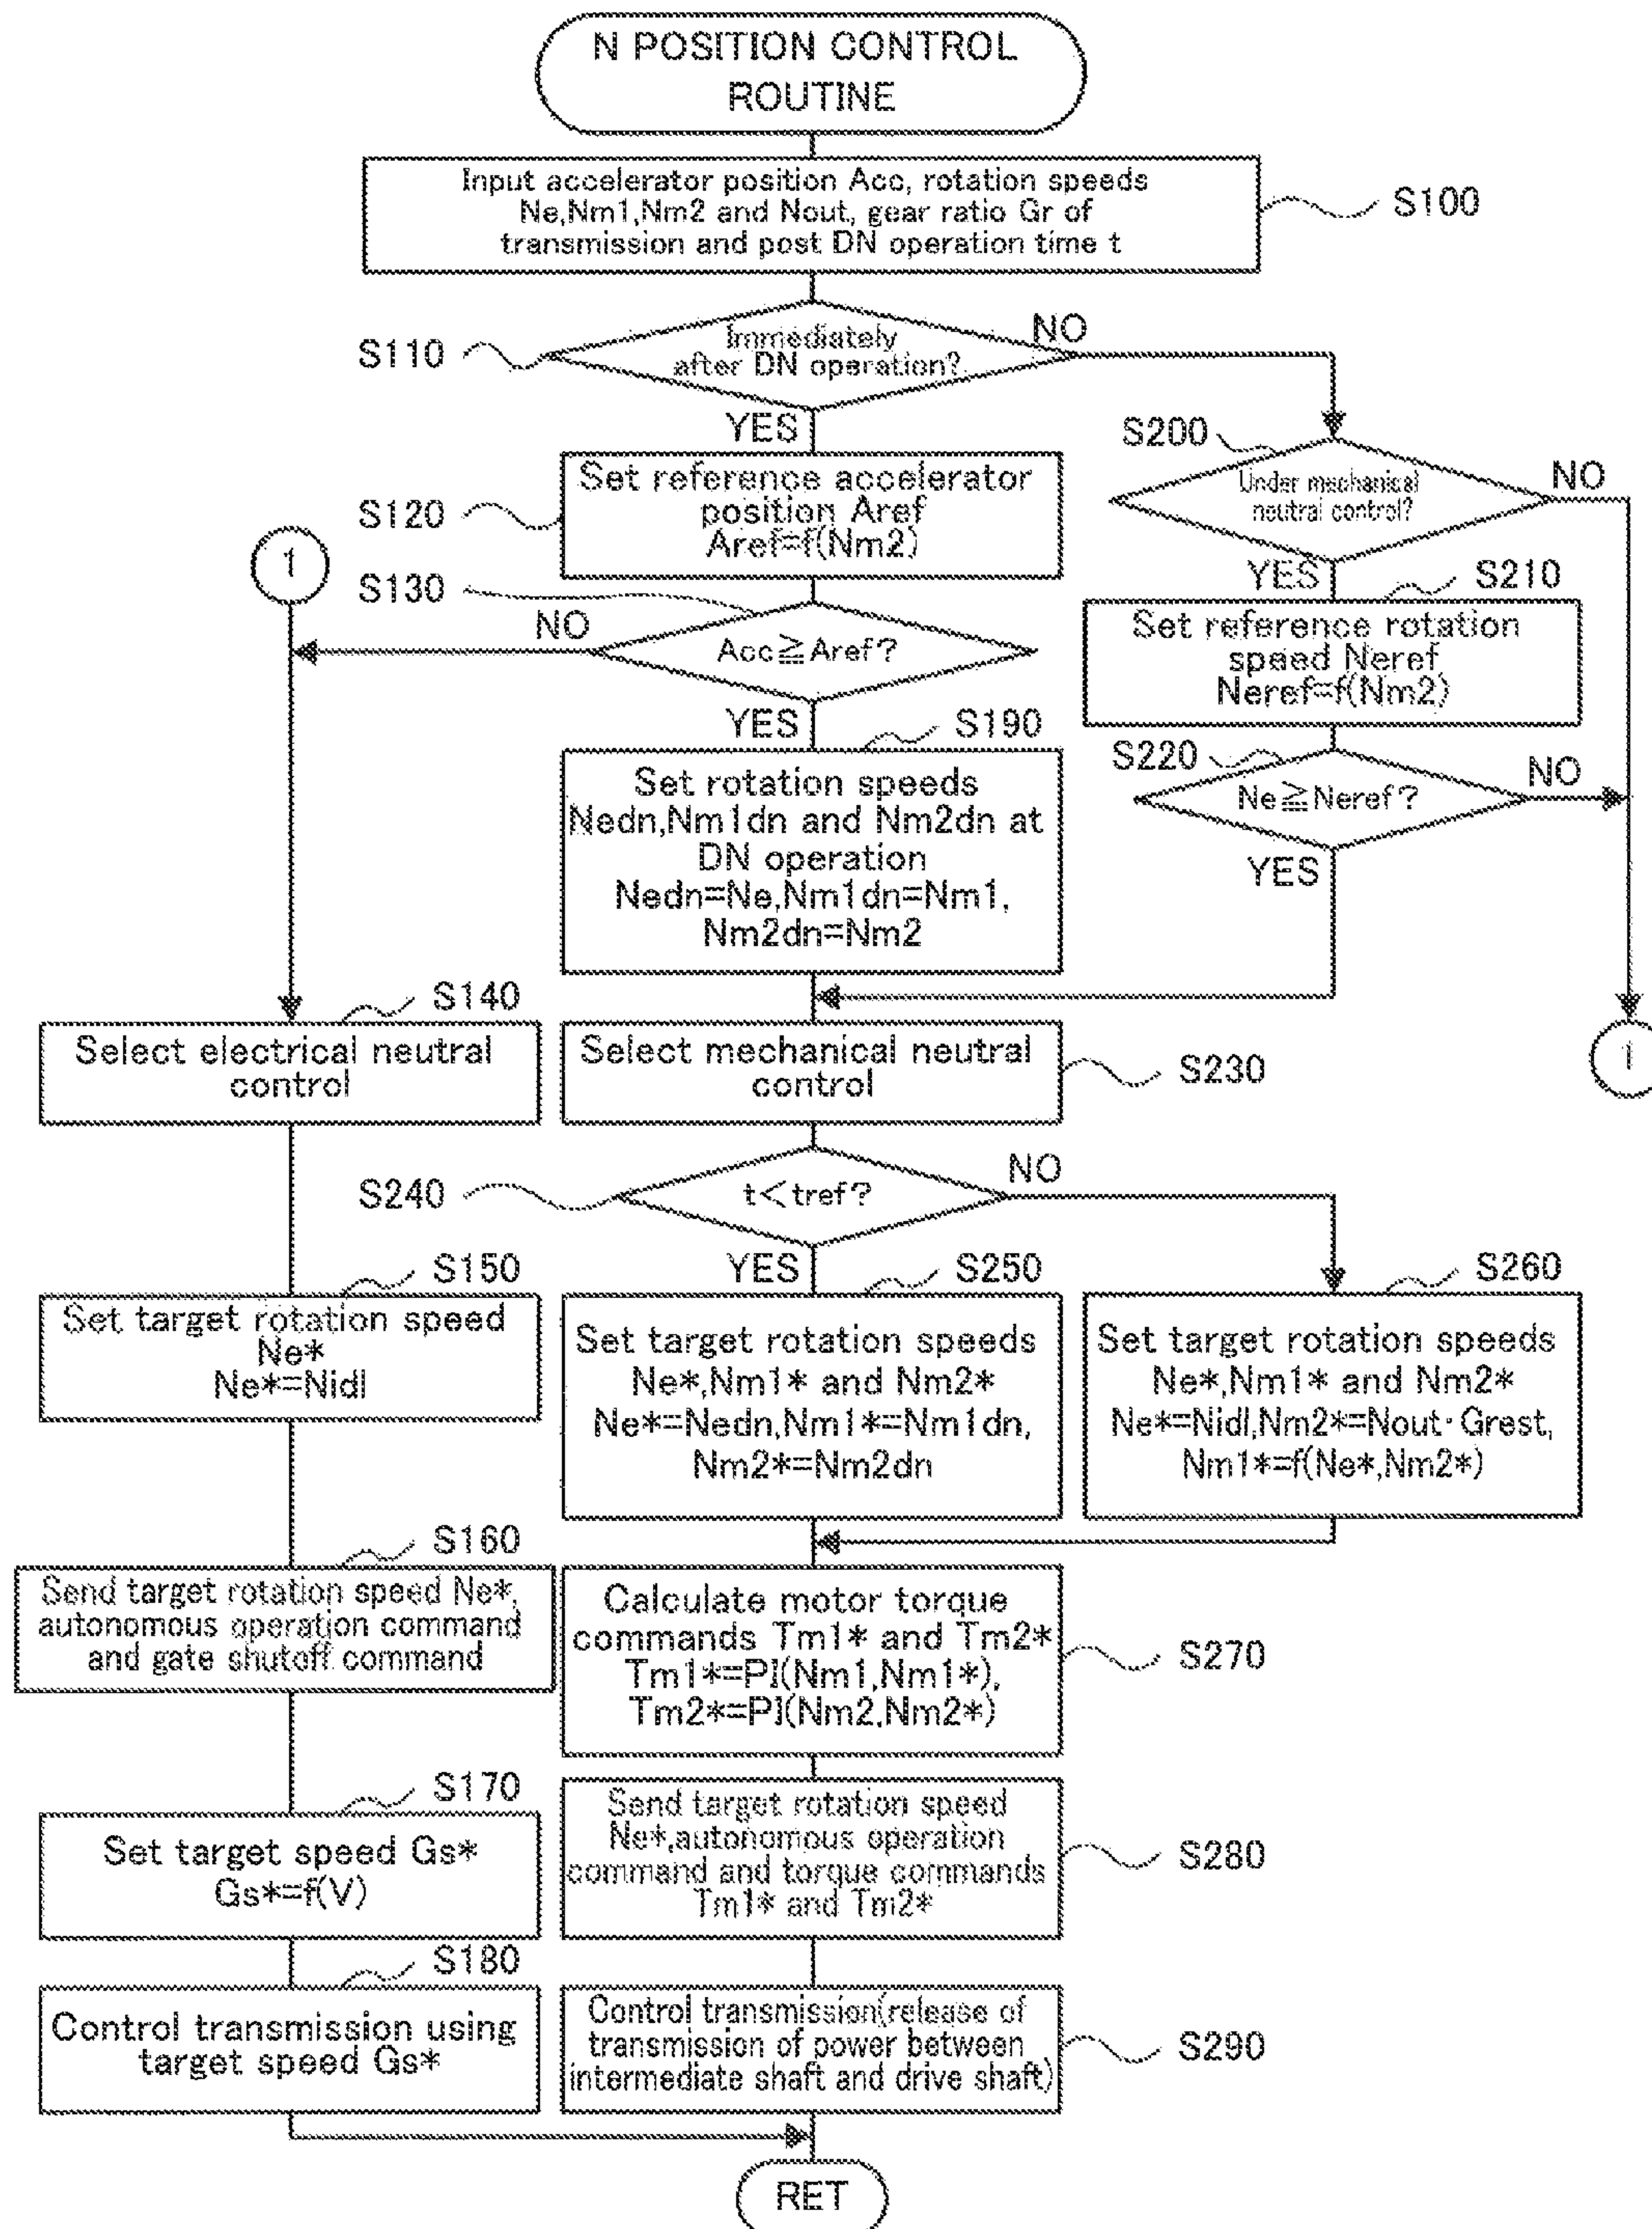 N POSITION CONTROL
ROUTINE
Input accelerator position Acc, rotation speeds
Ne,Nm1,Nm2 and Nout, gear ratio Gr of
transmission and post DN operation time t
S100
S110
Immediately
after DN operation?
NO
YES
S120
Set reference accelerator
position Aref
Aref=f(Nm2)
S200
Under mechanical
neutral control?
NO
YES
1
S130
Acc≧Aref?
NO
YES
S210
Set reference rotation
speed Neref
Neref=f(Nm2)
S190
Set rotation speeds
Nedn,Nm1dn and Nm2dn at
DN operation
Nedn=Ne,Nm1dn=Nm1,
Nm2dn=Nm2
S220
Ne≧Neref?
NO
YES
S140
Select electrical neutral
control
Select mechanical neutral
control
S230
1
S240
t<tref?
NO
YES
S150
Set target rotation speed
Ne*
Ne*=Nidl
S250
Set target rotation speeds
Ne*,Nm1* and Nm2*
Ne*=Nedn,Nm1*=Nm1dn,
Nm2*=Nm2dn
S260
Set target rotation speeds
Ne*,Nm1* and Nm2*
Ne*=Nidl,Nm2*=Nout·Grest,
Nm1*=f(Ne*,Nm2*)
S160
Send target rotation speed Ne*,
autonomous operation command
and gate shutoff command
Calculate motor torque
commands Tm1* and Tm2*
Tm1*=PI(Nm1,Nm1*),
Tm2*=PI(Nm2,Nm2*)
S270
S170
Set target speed Gs*
Gs*=f(V)
Send target rotation speed
Ne*,autonomous operation
command and torque commands
Tm1* and Tm2*
S280
S180
Control transmission using
target speed Gs*
Control transmission(release of
transmission of power between
intermediate shaft and drive shaft)
S290
RET